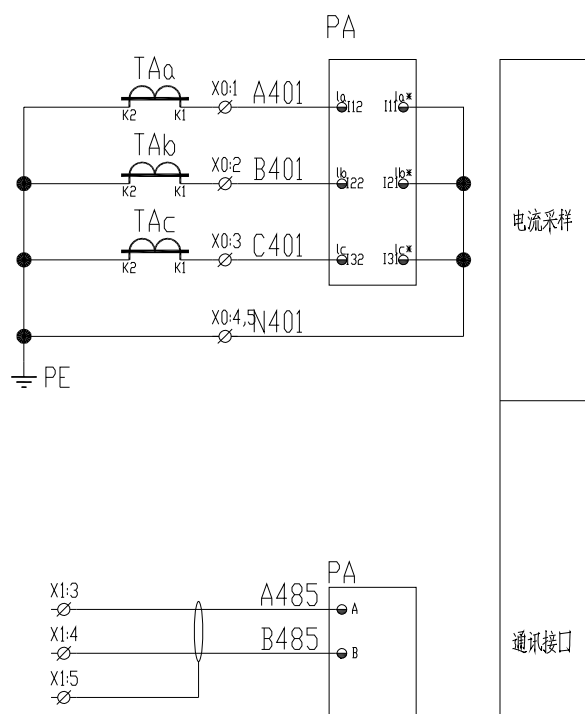 PA
TAa
X0:1 A401 Ia Ia*
K2 K1 I12 I11
TAb
X0:2 B401 Ib Ib*
K2 K1 I22 I21
电流采样
TAc
X0:3 C401 Ic Ic*
K2 K1 I32 I31
X0:4,5 N401
PE
PA
X1:3 A485 A
X1:4 B485 B
通讯接口
X1:5